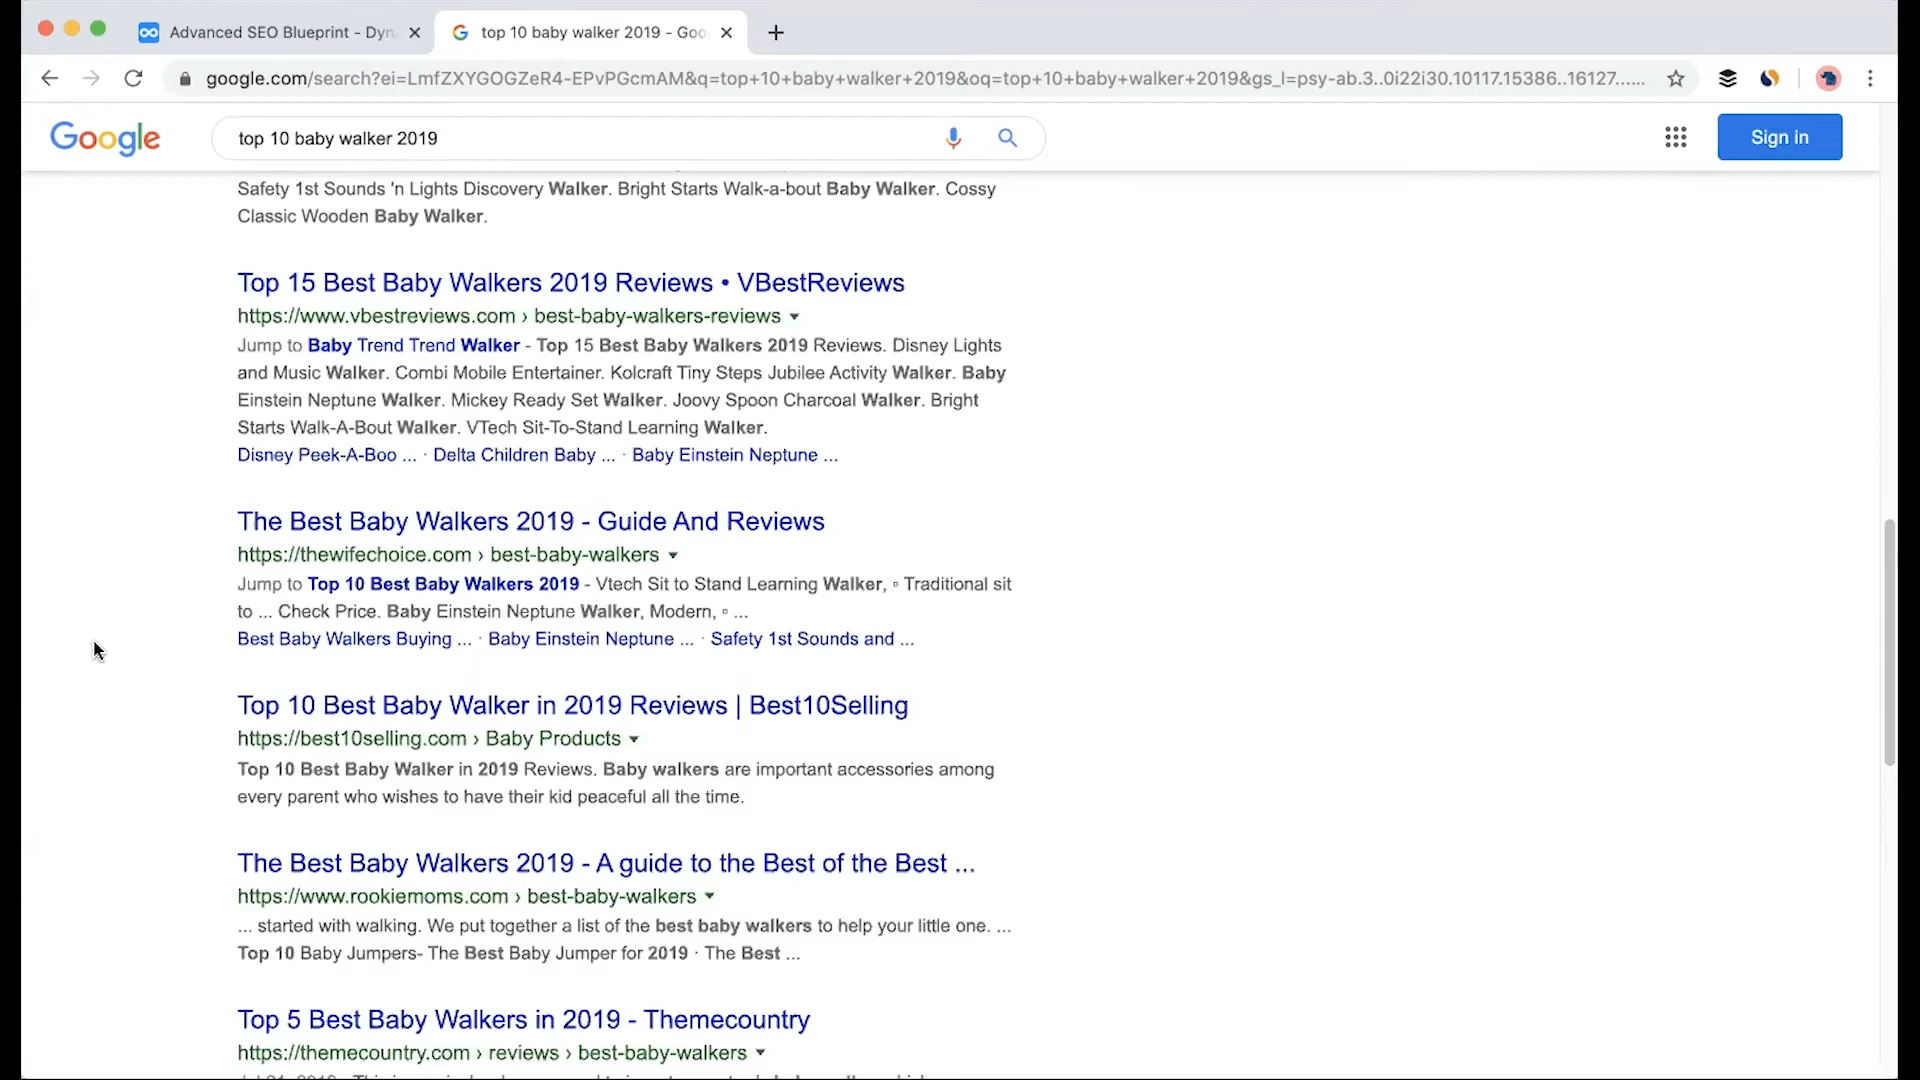 Advanced SEO Blueprint - Dyn
top 10 baby walker 2019 - Goo
google.com/search?ei=LmfZXYGOGZeR4-EPvPGcmAM&q=top+10+baby+walker+2019&oq=top+10+baby+walker+2019&gs_l=psy-ab.3..0i22i30.10117.15386..16127......
Google
top 10 baby walker 2019
Sign in
Safety 1st Sounds 'n Lights Discovery Walker. Bright Starts Walk-a-bout Baby Walker. Cossy
Classic Wooden Baby Walker.
Top 15 Best Baby Walkers 2019 Reviews • VBestReviews
https://www.vbestreviews.com › best-baby-walkers-reviews
Jump to Baby Trend Trend Walker - Top 15 Best Baby Walkers 2019 Reviews. Disney Lights
and Music Walker. Combi Mobile Entertainer. Kolcraft Tiny Steps Jubilee Activity Walker. Baby
Einstein Neptune Walker. Mickey Ready Set Walker. Joovy Spoon Charcoal Walker. Bright
Starts Walk-A-Bout Walker. VTech Sit-To-Stand Learning Walker.
Disney Peek-A-Boo ... · Delta Children Baby ... · Baby Einstein Neptune ...
The Best Baby Walkers 2019 - Guide And Reviews
https://thewifechoice.com › best-baby-walkers
Jump to Top 10 Best Baby Walkers 2019 - Vtech Sit to Stand Learning Walker, ▫ Traditional sit
to ... Check Price. Baby Einstein Neptune Walker, Modern, ▫ ...
Best Baby Walkers Buying ... · Baby Einstein Neptune ... · Safety 1st Sounds and ...
Top 10 Best Baby Walker in 2019 Reviews | Best10Selling
https://best10selling.com › Baby Products
Top 10 Best Baby Walker in 2019 Reviews. Baby walkers are important accessories among
every parent who wishes to have their kid peaceful all the time.
The Best Baby Walkers 2019 - A guide to the Best of the Best ...
https://www.rookiemoms.com › best-baby-walkers
... started with walking. We put together a list of the best baby walkers to help your little one. ...
Top 10 Baby Jumpers- The Best Baby Jumper for 2019 · The Best ...
Top 5 Best Baby Walkers in 2019 - Themecountry
https://themecountry.com › reviews › best-baby-walkers